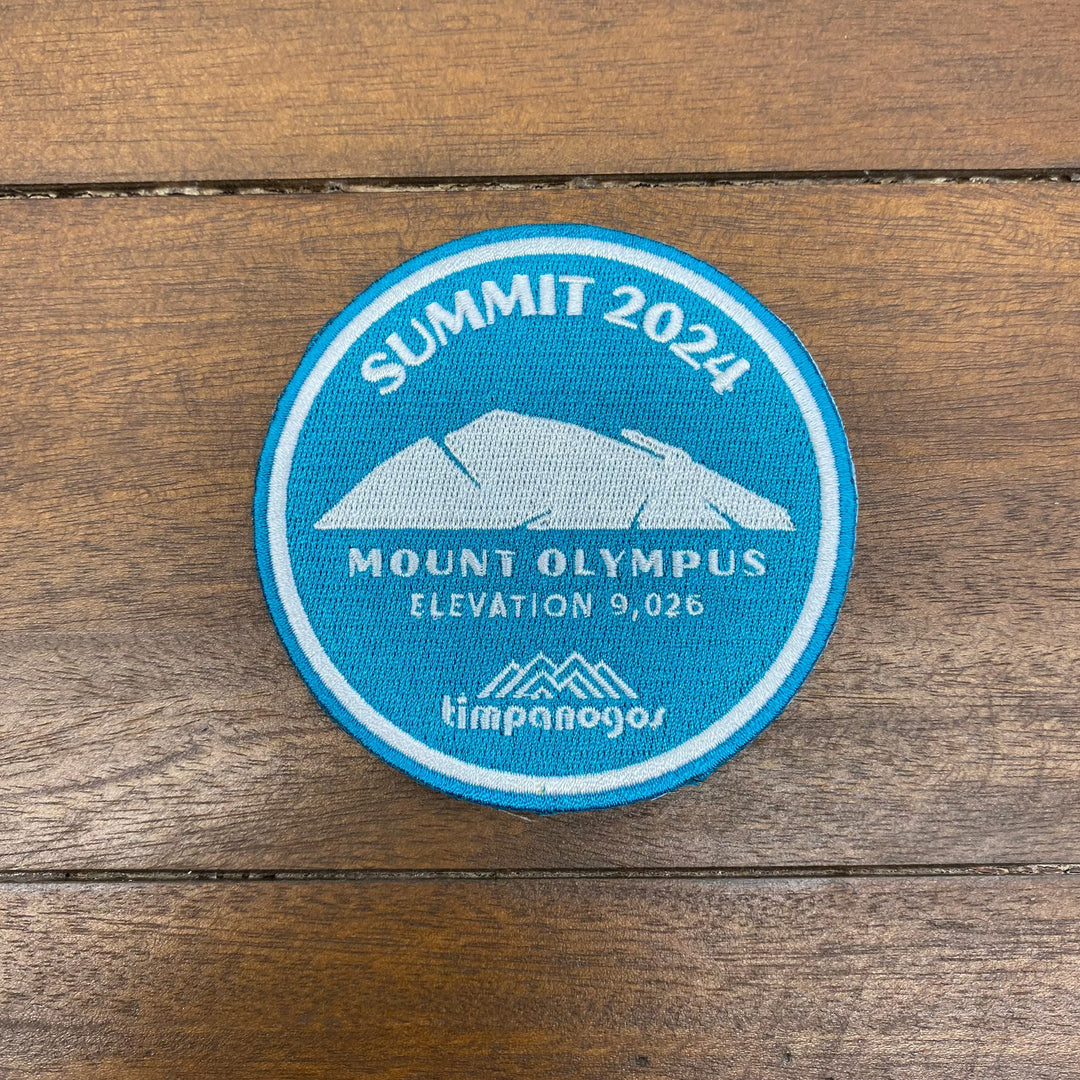 SUMMIT 2024
MOUNT OLYMPUS
ELEVATION 9,026
timpanogos